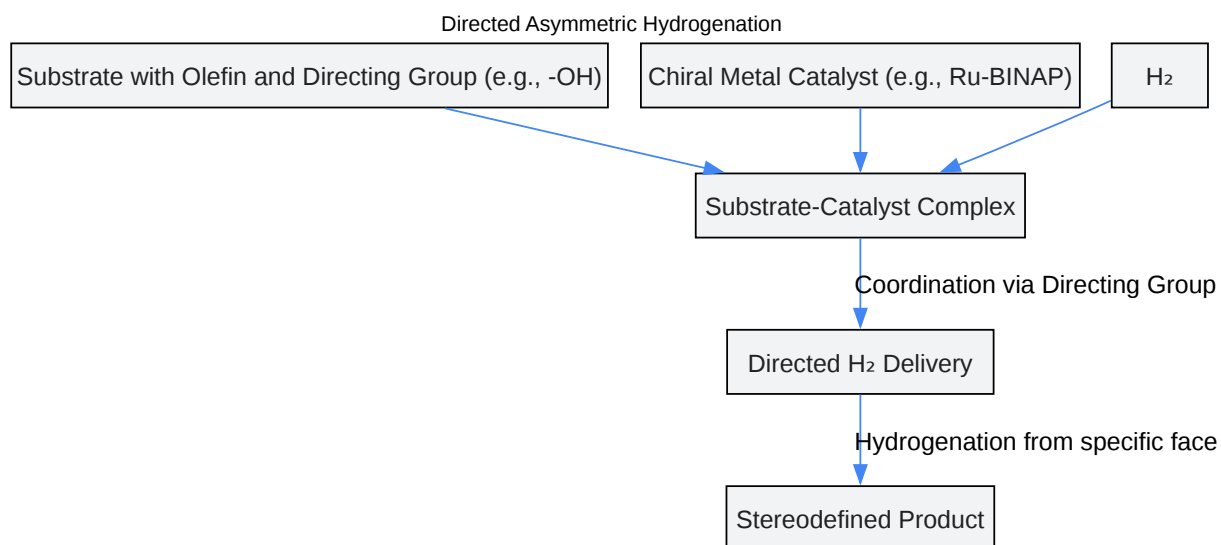 Directed Asymmetric Hydrogenation
Substrate with Olefin and Directing Group (e.g., -OH)
Chiral Metal Catalyst (e.g., Ru-BINAP)
H₂
Substrate-Catalyst Complex
Coordination via Directing Group
Directed H₂ Delivery
Hydrogenation from specific face
Stereodefined Product